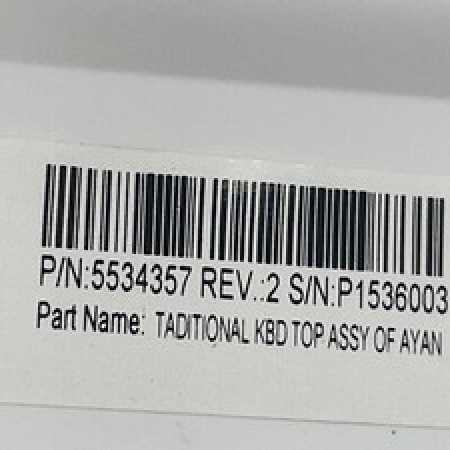 P/N:5534357 REV.:2 S/N:P1536003
Part Name: TADITIONAL KBD TOP ASSY OF AYAN